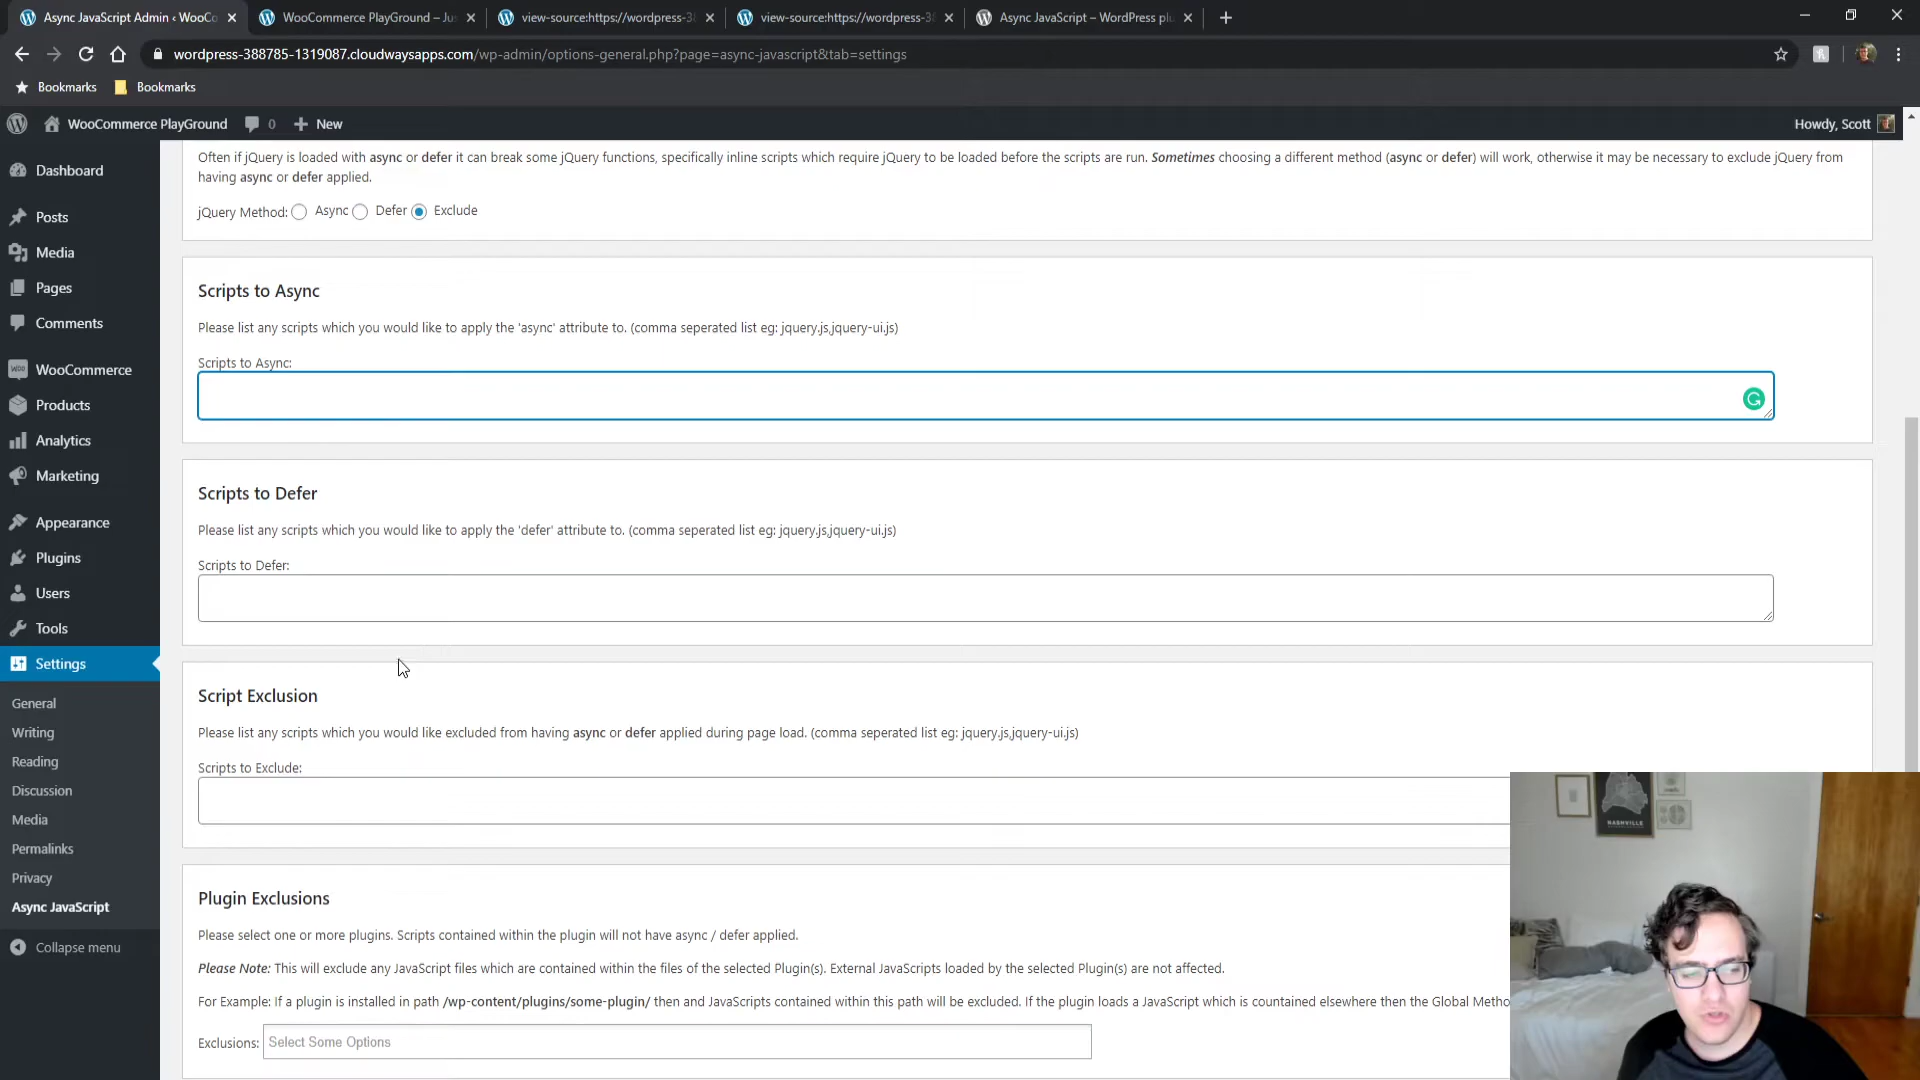 Async JavaScript Admin ‹ WooCo
WooCommerce PlayGround – Ju
view-source:https://wordpress-3
view-source:https://wordpress-3
Async JavaScript – WordPress plu
wordpress-388785-1319087.cloudwaysapps.com/wp-admin/options-general.php?page=async-javascript&tab=settings
Bookmarks
Bookmarks
WooCommerce PlayGround
0
New
Howdy, Scott
Dashboard
Posts
Media
Pages
Comments
WooCommerce
Products
Analytics
Marketing
Appearance
Plugins
Users
Tools
Settings
General
Writing
Reading
Discussion
Media
Permalinks
Privacy
Async JavaScript
Collapse menu
Often if jQuery is loaded with async or defer it can break some jQuery functions, specifically inline scripts which require jQuery to be loaded before the scripts are run. Sometimes choosing a different method (async or defer) will work, otherwise it may be necessary to exclude jQuery from
having async or defer applied.
jQuery Method: Async Defer Exclude
Scripts to Async
Please list any scripts which you would like to apply the 'async' attribute to. (comma seperated list eg: jquery.js,jquery-ui.js)
Scripts to Async:
Scripts to Defer
Please list any scripts which you would like to apply the 'defer' attribute to. (comma seperated list eg: jquery.js,jquery-ui.js)
Scripts to Defer:
Script Exclusion
Please list any scripts which you would like excluded from having async or defer applied during page load. (comma seperated list eg: jquery.js,jquery-ui.js)
Scripts to Exclude:
Plugin Exclusions
Please select one or more plugins. Scripts contained within the plugin will not have async / defer applied.
Please Note: This will exclude any JavaScript files which are contained within the files of the selected Plugin(s). External JavaScripts loaded by the selected Plugin(s) are not affected.
For Example: If a plugin is installed in path /wp-content/plugins/some-plugin/ then and JavaScripts contained within this path will be excluded. If the plugin loads a JavaScript which is countained elsewhere then the Global Metho
Exclusions: Select Some Options
NASHVILLE